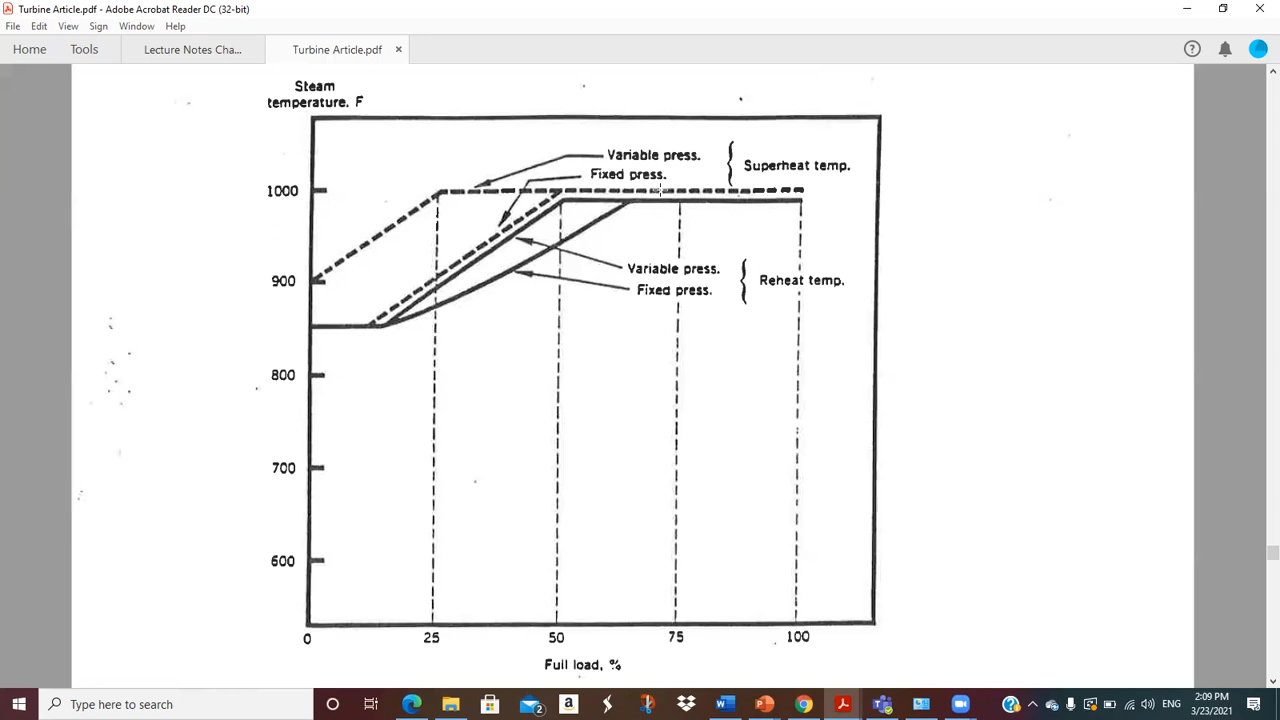 Turbine Article.pdf - Adobe Acrobat Reader DC (32-bit)
File Edit View Sign Window Help
Home Tools Lecture Notes Cha... Turbine Article.pdf ×
Steam
temperature. F
Variable press.
Fixed press.
Superheat temp.
1000
900
Variable press.
Fixed press.
Reheat temp.
800
700
600
0 25 50 75 100
Full load, %
Type here to search
2
2:09 PM
3/23/2021